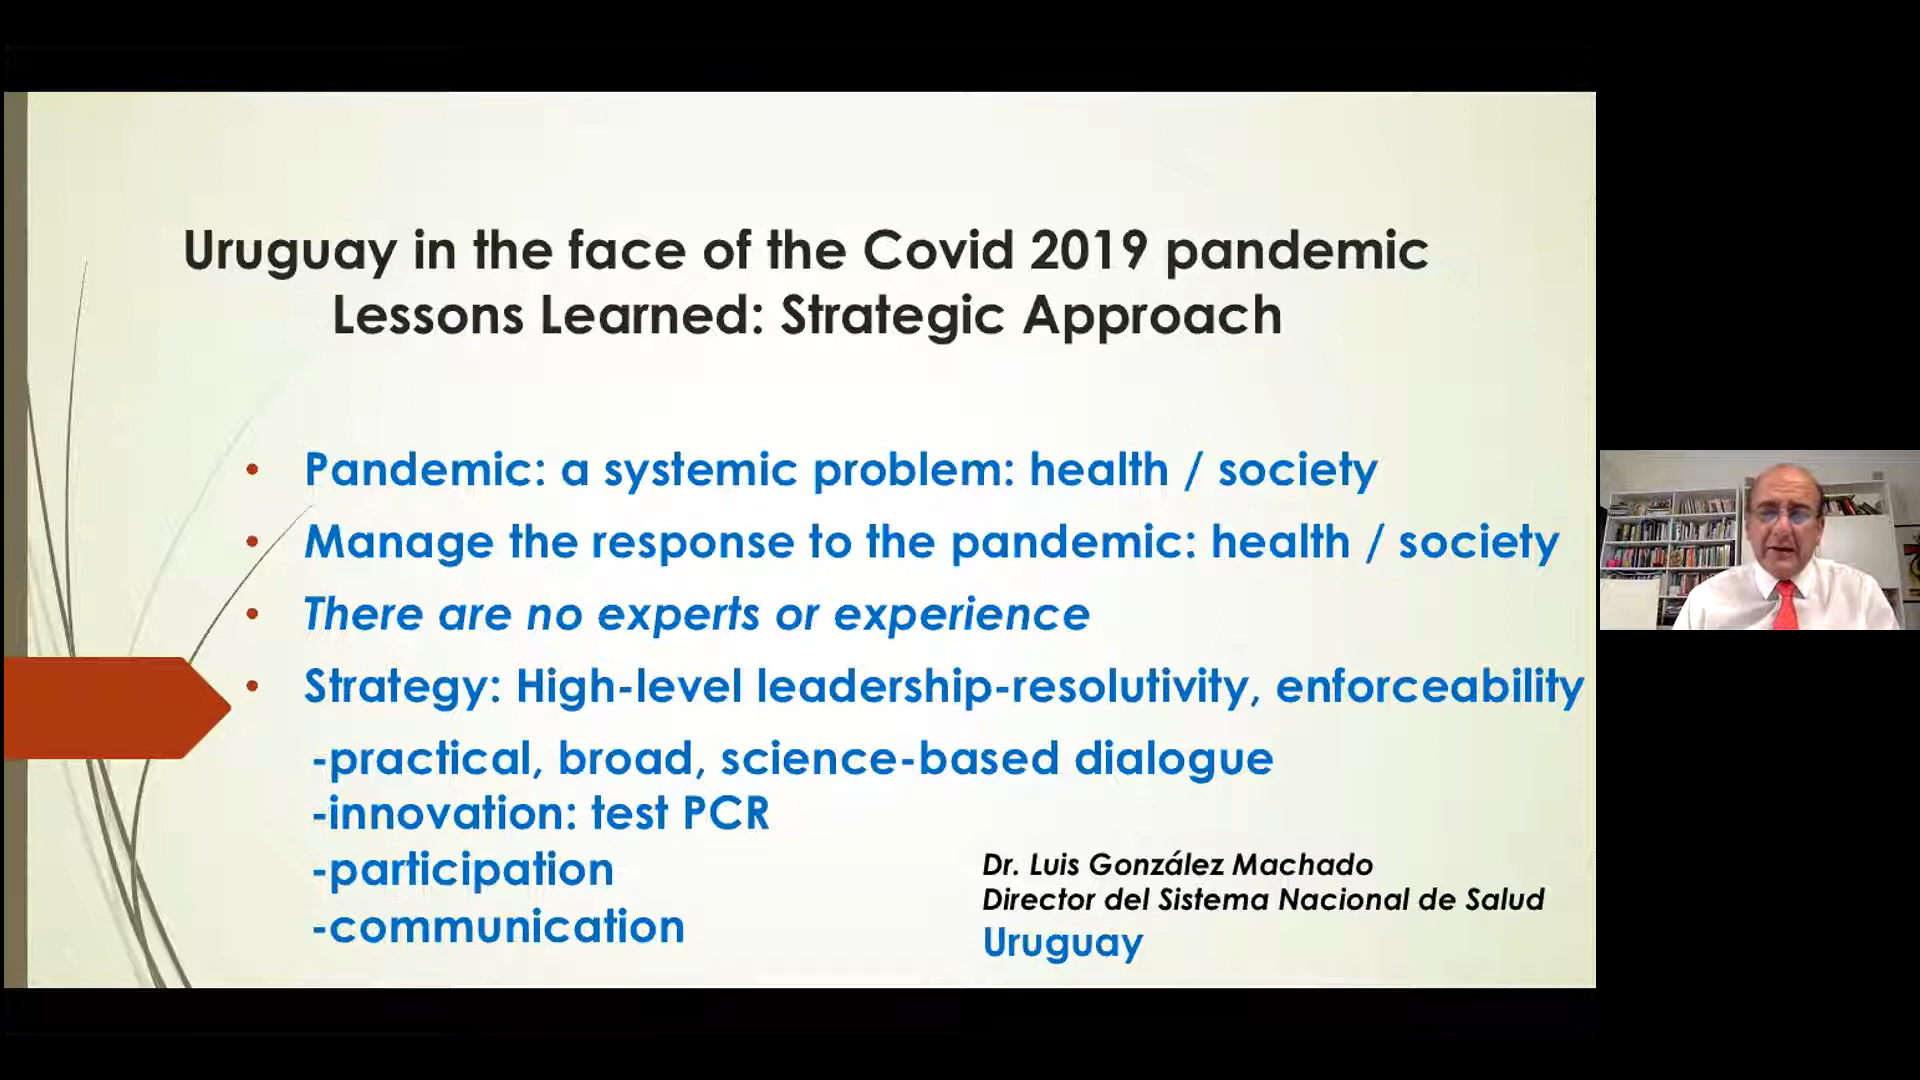 Uruguay in the face of the Covid 2019 pandemic
Lessons Learned: Strategic Approach
• Pandemic: a systemic problem: health / society
• Manage the response to the pandemic: health / society
• There are no experts or experience
• Strategy: High-level leadership-resolutivity, enforceability
-practical, broad, science-based dialogue
-innovation: test PCR
-participation
-communication
Dr. Luis González Machado
Director del Sistema Nacional de Salud
Uruguay